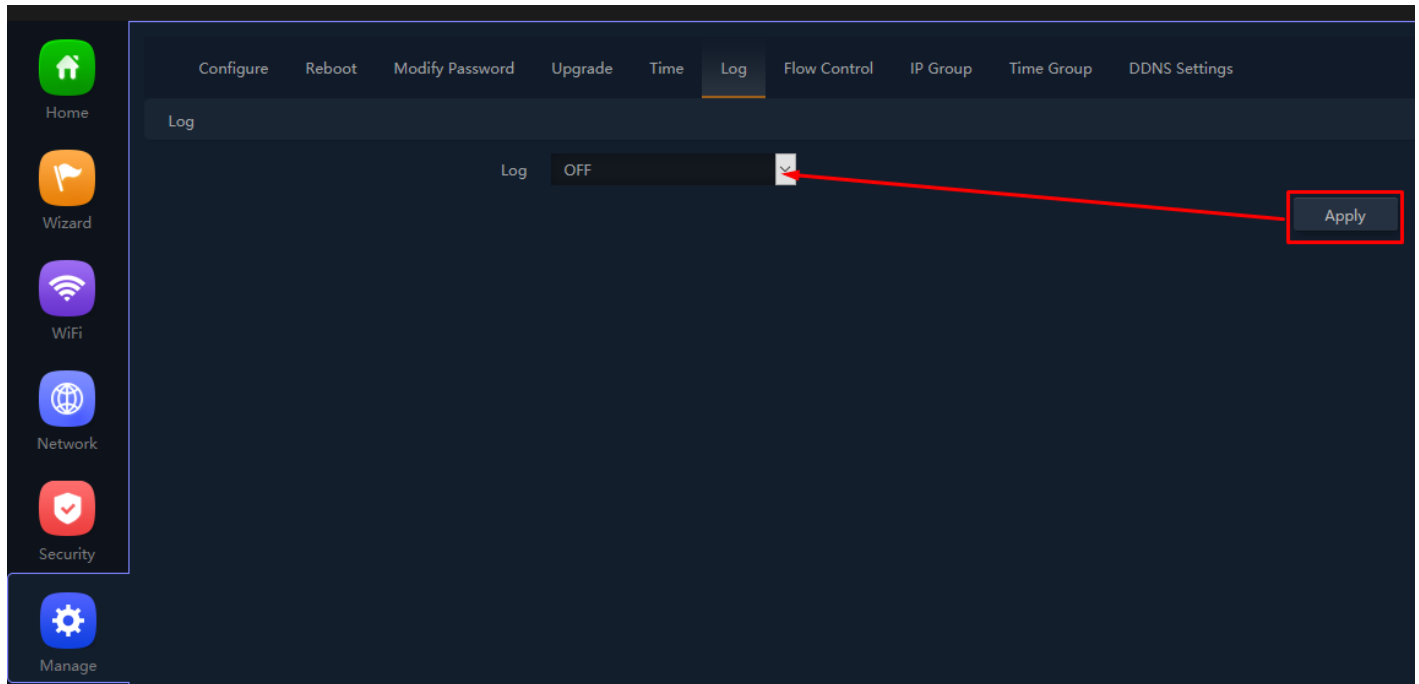 Configure Reboot Modify Password Upgrade Time Log Flow Control IP Group Time Group DDNS Settings
Log
Log OFF
Apply
Home
Wizard
WiFi
Network
Security
Manage